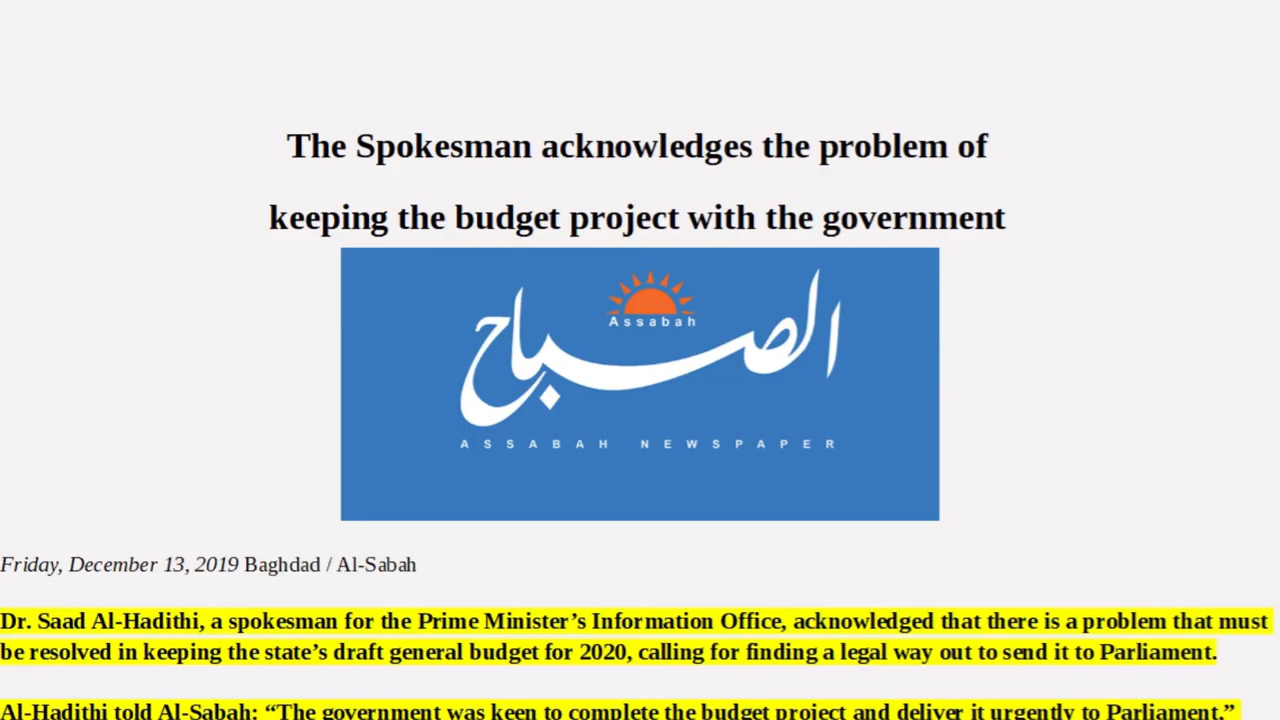 The Spokesman acknowledges the problem of
keeping the budget project with the government
الصباح
Assabah
ASSABAH NEWSPAPER
Friday, December 13, 2019 Baghdad / Al-Sabah
Dr. Saad Al-Hadithi, a spokesman for the Prime Minister’s Information Office, acknowledged that there is a problem that must
be resolved in keeping the state’s draft general budget for 2020, calling for finding a legal way out to send it to Parliament.
Al-Hadithi told Al-Sabah: “The government was keen to complete the budget project and deliver it urgently to Parliament,”